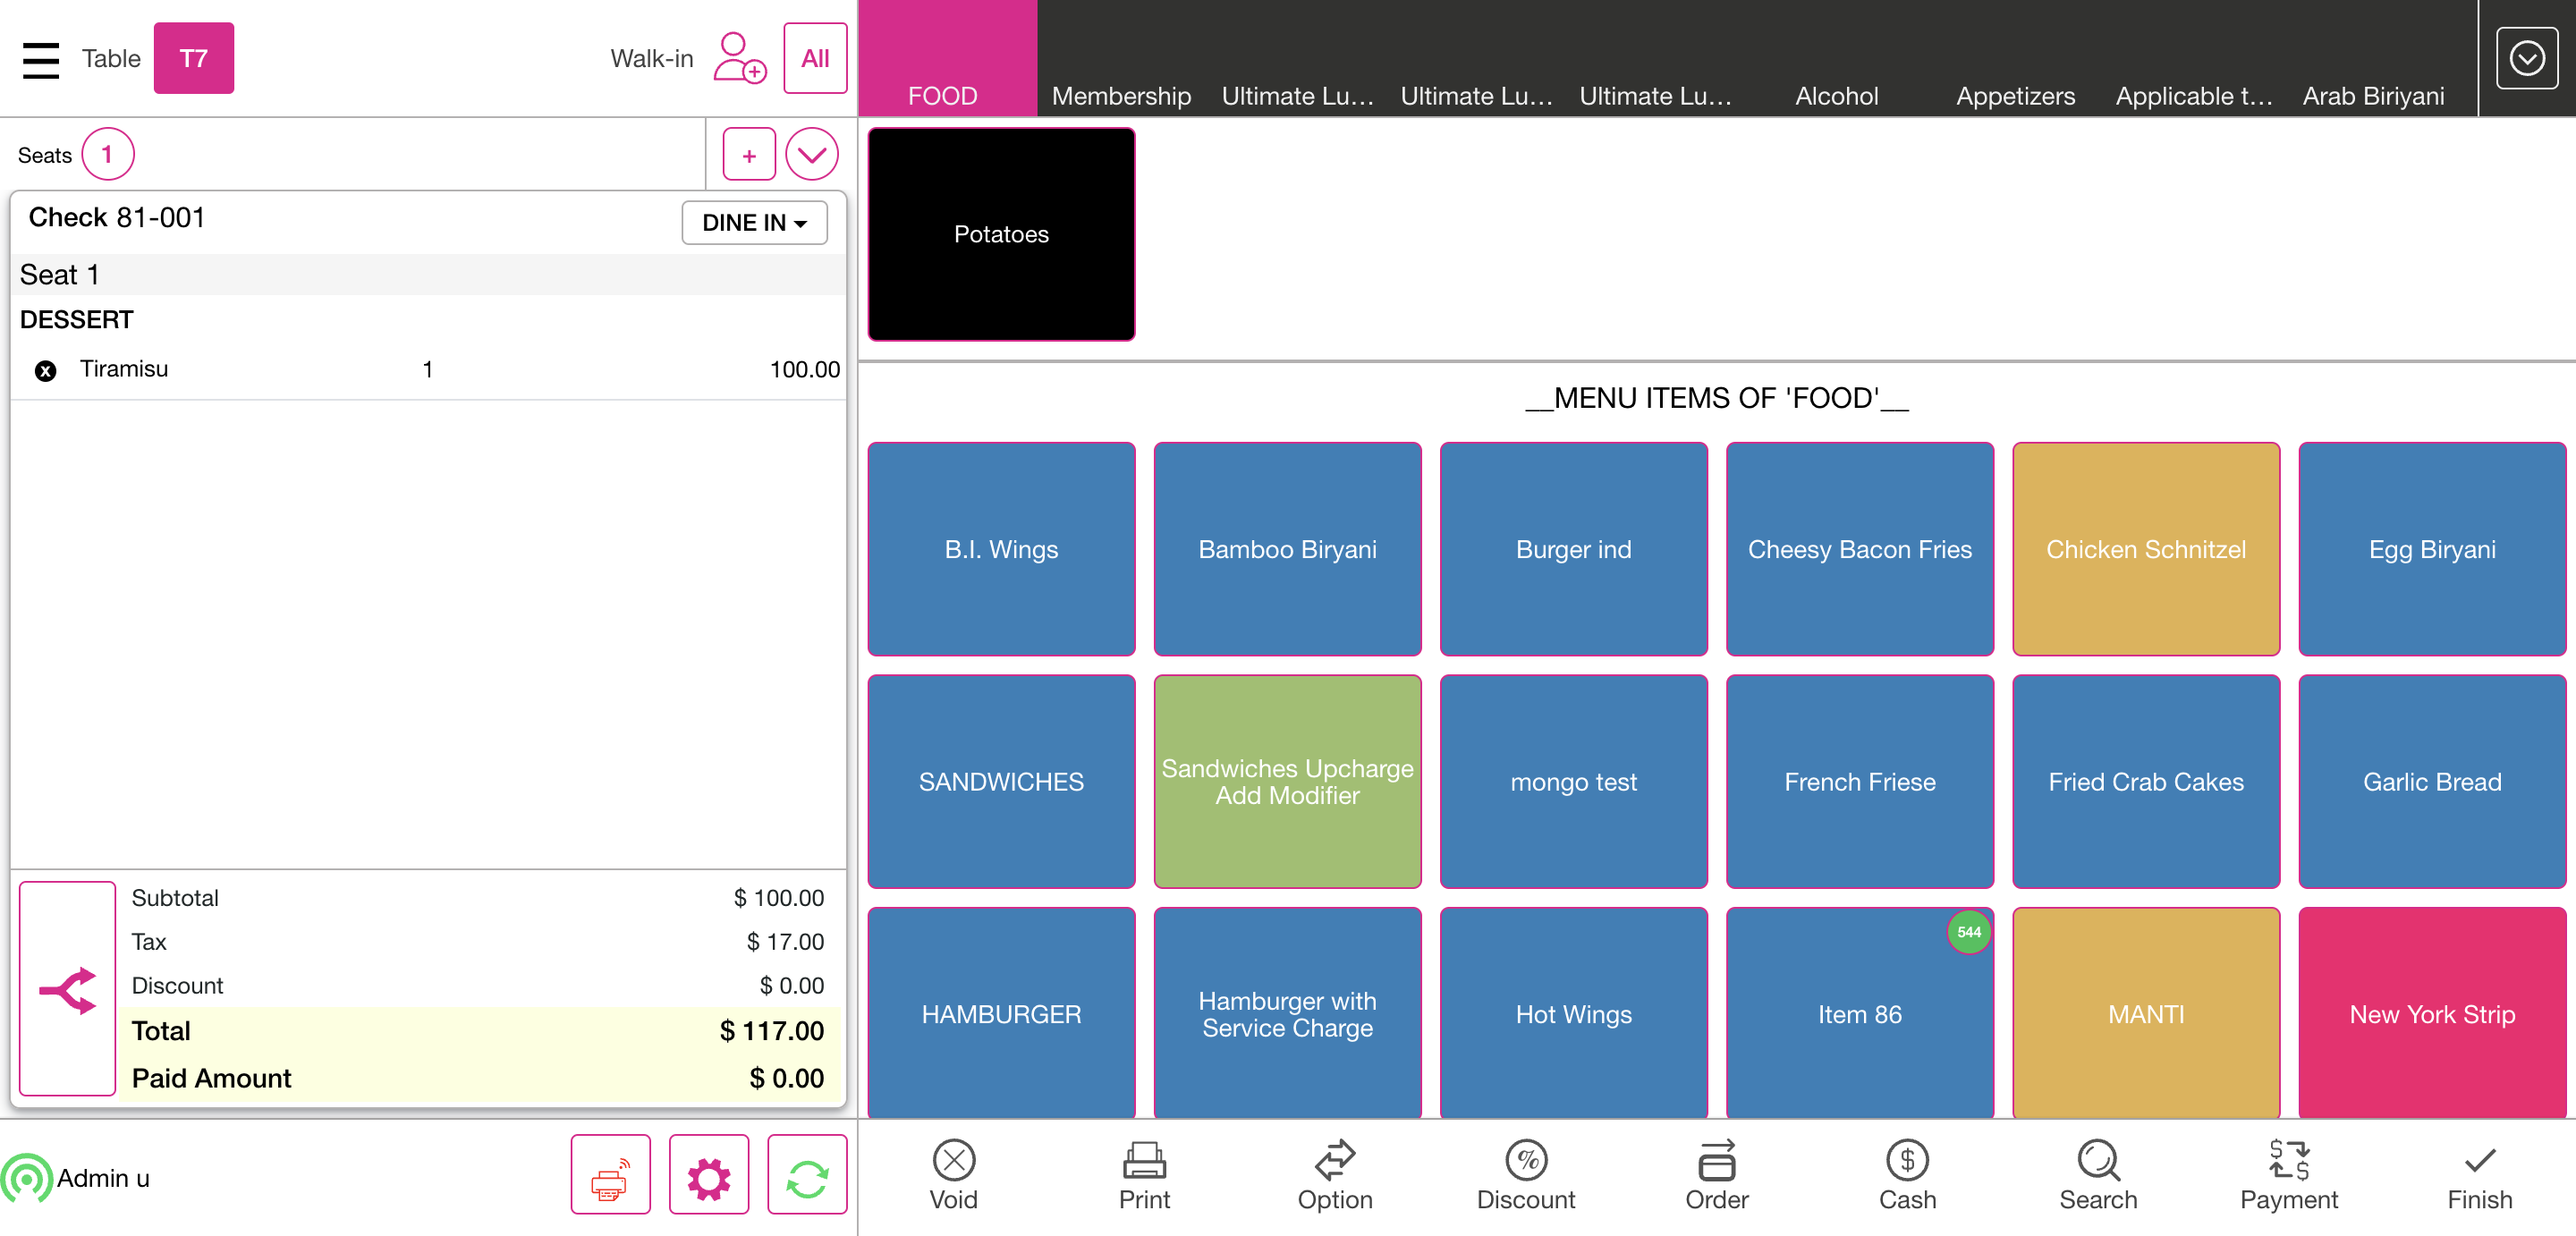 Table T7 Walk-in All
FOOD Membership Ultimate Lu... Ultimate Lu... Ultimate Lu... Alcohol Appetizers Applicable t... Arab Biriyani
Seats 1 +
Check 81-001 DINE IN
Seat 1
DESSERT
x Tiramisu 1 100.00
Subtotal $ 100.00
Tax $ 17.00
Discount $ 0.00
Total $ 117.00
Paid Amount $ 0.00
Admin u
Potatoes
__MENU ITEMS OF 'FOOD'__
B.I. Wings
Bamboo Biryani
Burger ind
Cheesy Bacon Fries
Chicken Schnitzel
Egg Biryani
SANDWICHES
Sandwiches Upcharge
Add Modifier
mongo test
French Friese
Fried Crab Cakes
Garlic Bread
HAMBURGER
Hamburger with
Service Charge
Hot Wings
544
Item 86
MANTI
New York Strip
Void Print Option Discount Order Cash Search Payment Finish